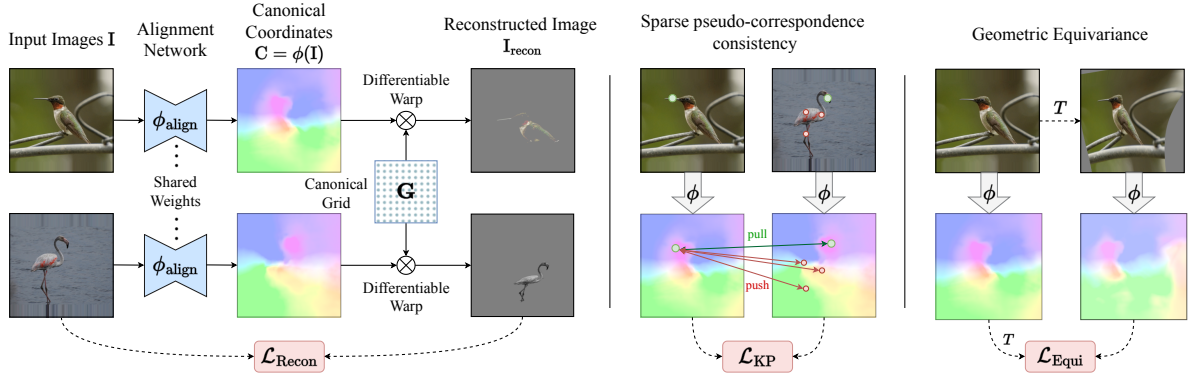 Input Images I
Alignment
Network
Canonical
Coordinates
C = ϕ(I)
Reconstructed Image
I_recon
ϕ_align
Differentiable
Warp
Shared
Weights
Canonical
Grid
G
ϕ_align
Differentiable
Warp
L_Recon
Sparse pseudo-correspondence
consistency
ϕ
ϕ
pull
push
L_KP
Geometric Equivariance
T
ϕ
ϕ
T
L_Equi